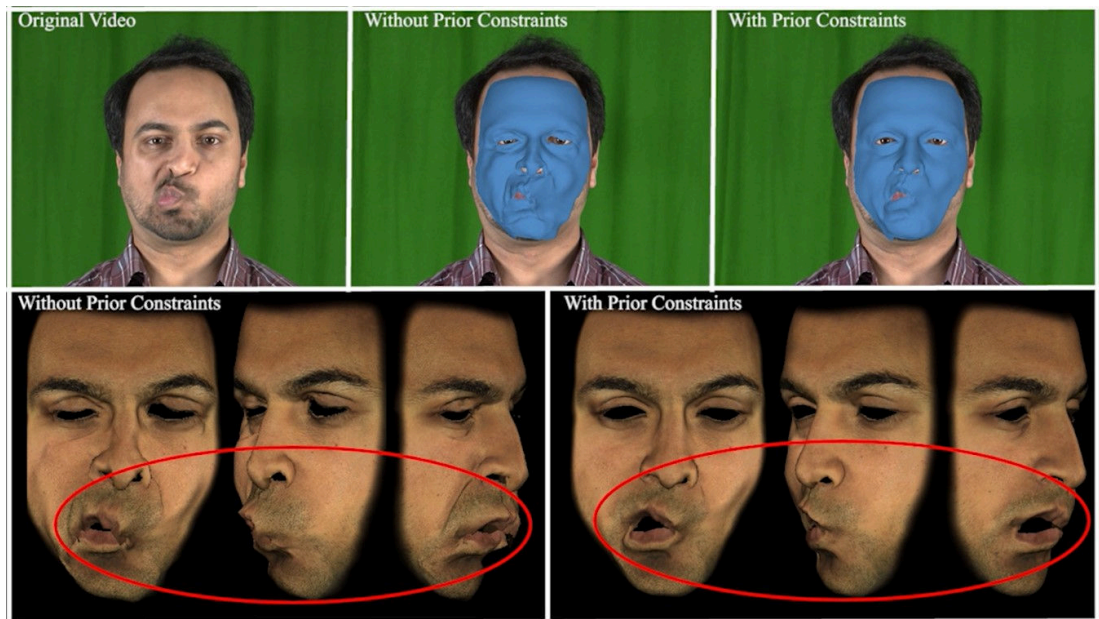 Original Video
Without Prior Constraints
With Prior Constraints
Without Prior Constraints
With Prior Constraints